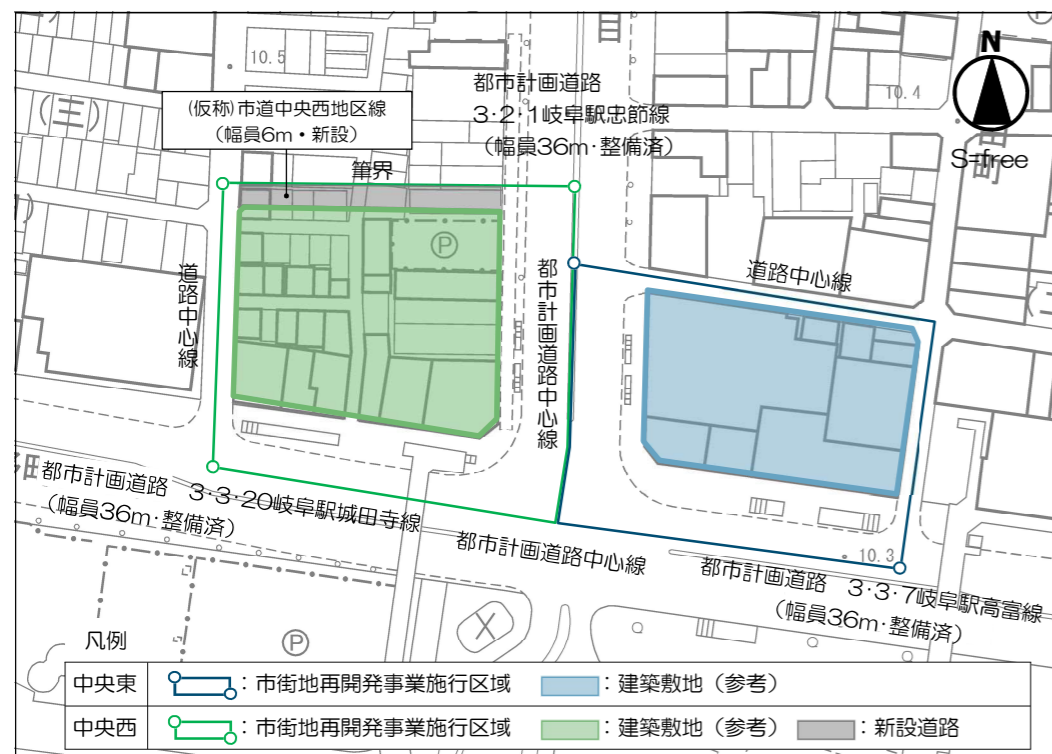 10.5
都市計画道路
3・2・1岐阜駅忠節線
（幅員36m・整備済）
N
10.4
S=free
(三)
(仮称)市道中央西地区線
（幅員6m・新設）
筆界
P
道路中心線
都市計画道路中心線
道路中心線
都市計画道路 3・3・20岐阜駅城田寺線
（幅員36m・整備済）
都市計画道路中心線
10.3
都市計画道路 3・3・7岐阜駅高富線
（幅員36m・整備済）
P
凡例
中央東 ：市街地再開発事業施行区域 ：建築敷地（参考）
中央西 ：市街地再開発事業施行区域 ：建築敷地（参考） ：新設道路